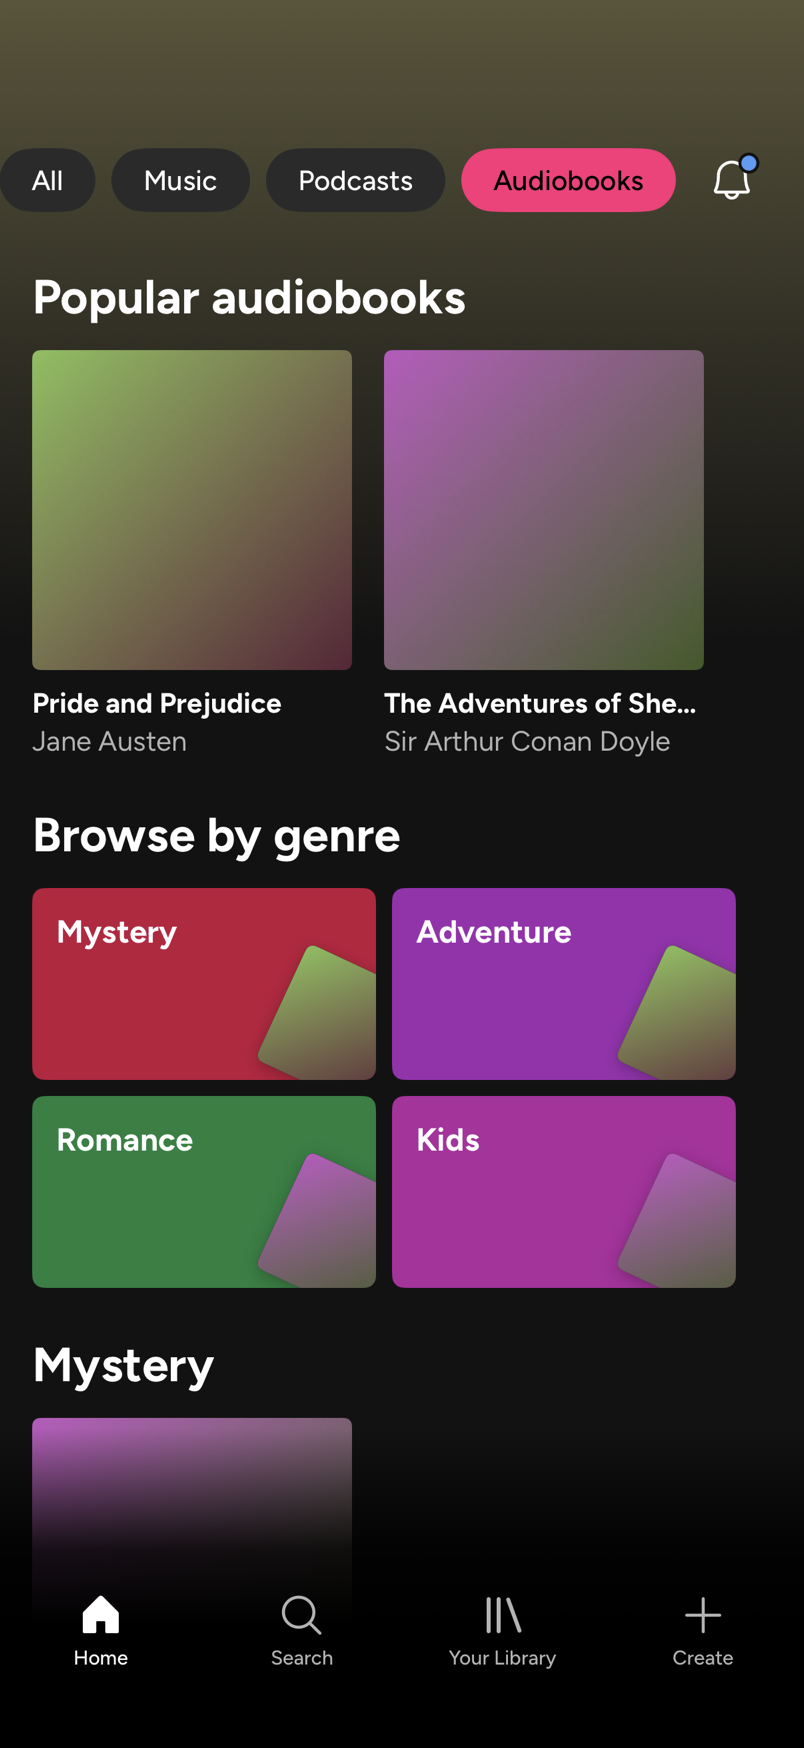 All
Music
Podcasts
Audiobooks
Popular audiobooks
Pride and Prejudice
Jane Austen
The Adventures of She...
Sir Arthur Conan Doyle
Browse by genre
Mystery
Adventure
Romance
Kids
Mystery
Home
Search
Your Library
Create